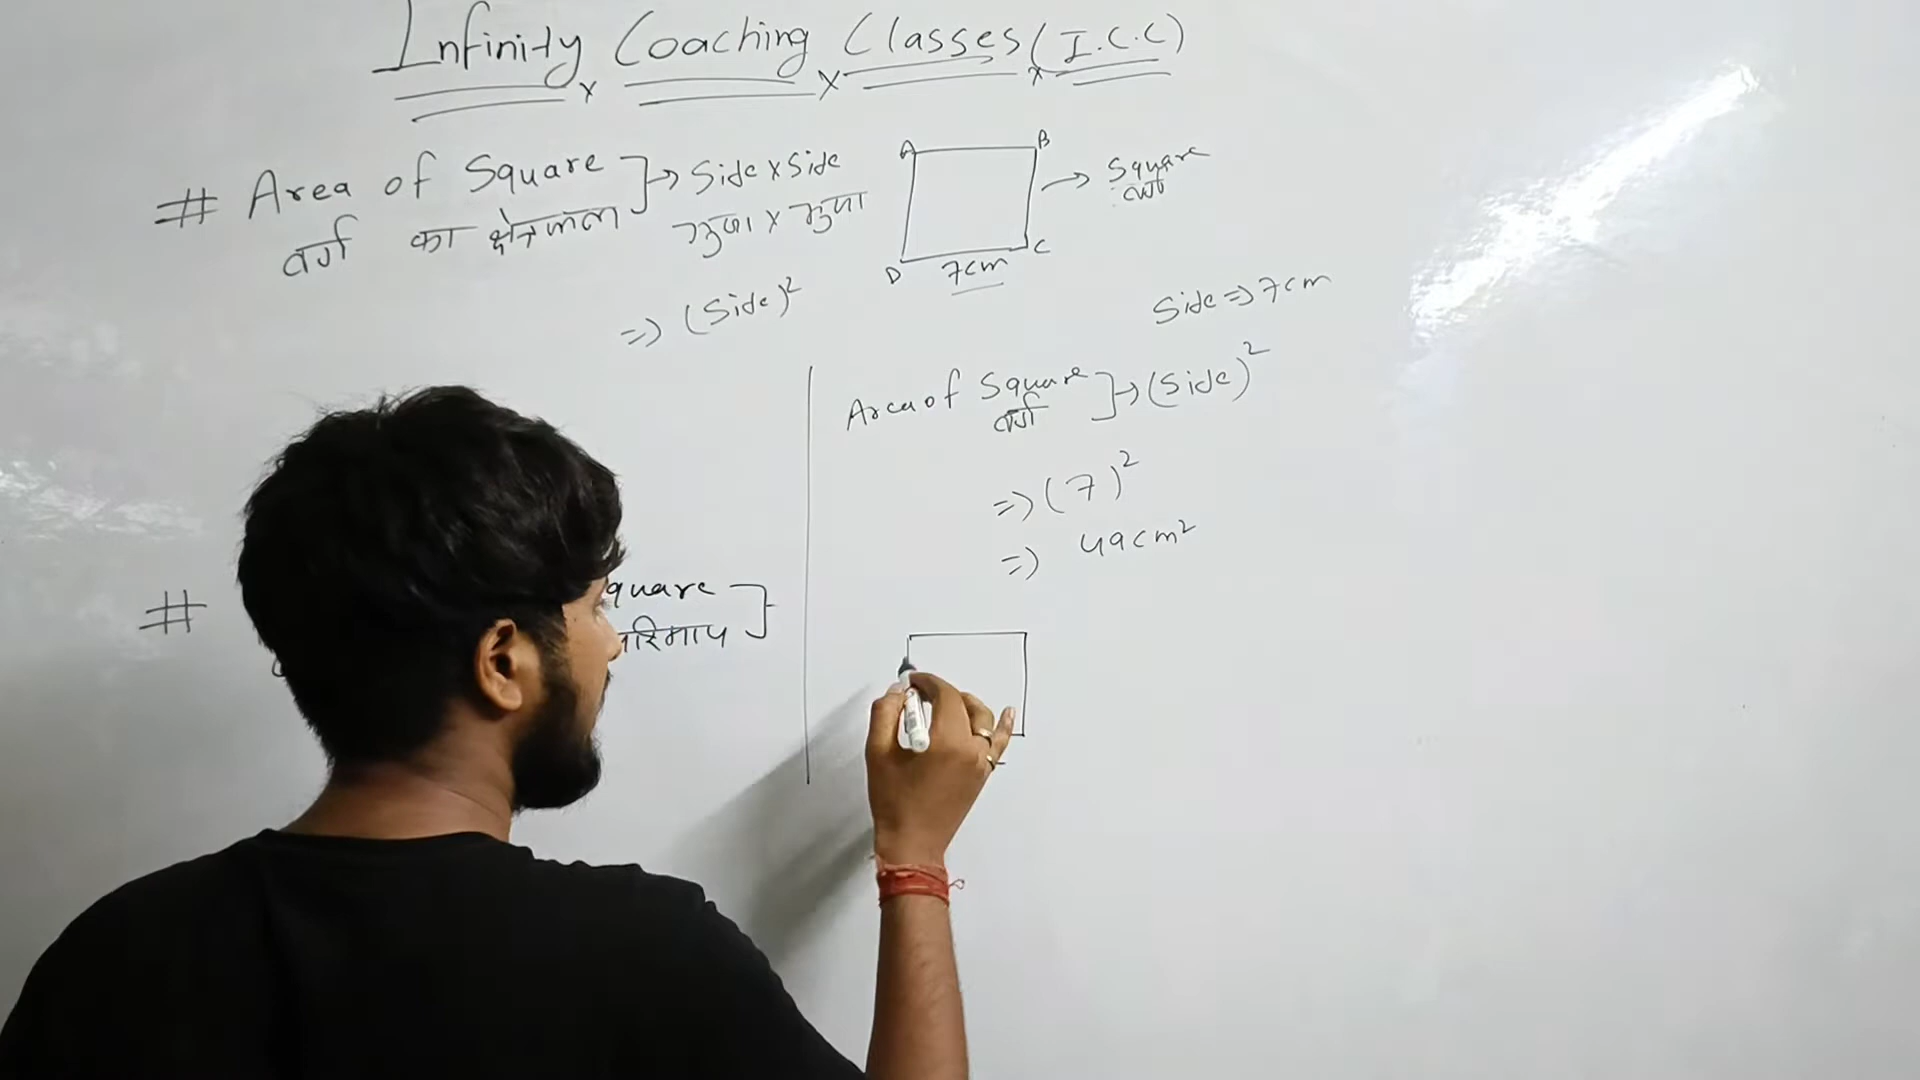 Infinity Coaching Classes (I.C.C)
# Area of Square ]→ Side x Side
वर्ग का क्षेत्रफल भुजा x भुजा
=> (Side)²
A B
D C
7cm
→ Square
वर्ग
Side => 7cm
Area of Square ]→ (Side)²
वर्ग
=> (7)²
=> 49cm²
# quare ]
रिमाप